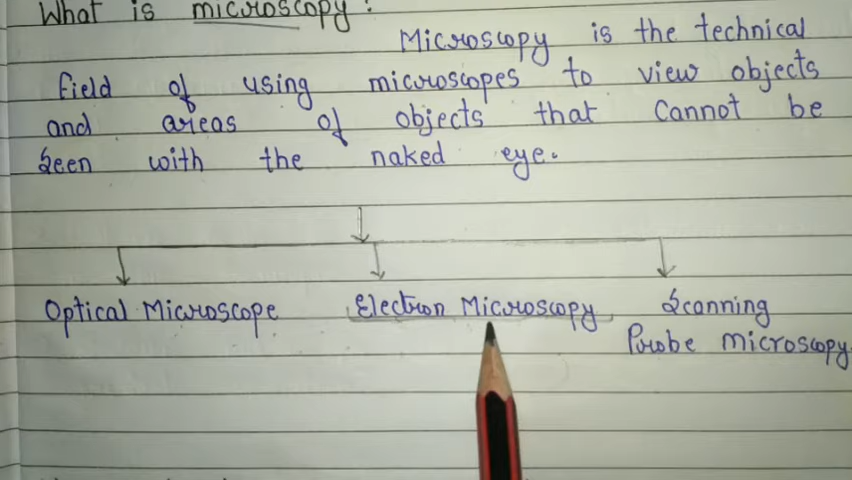 What is microscopy?
Microscopy is the technical
field of using microscopes to view objects
and areas of objects that cannot be
seen with the naked eye.
Optical Microscope Electron Microscopy Scanning
Probe microscopy